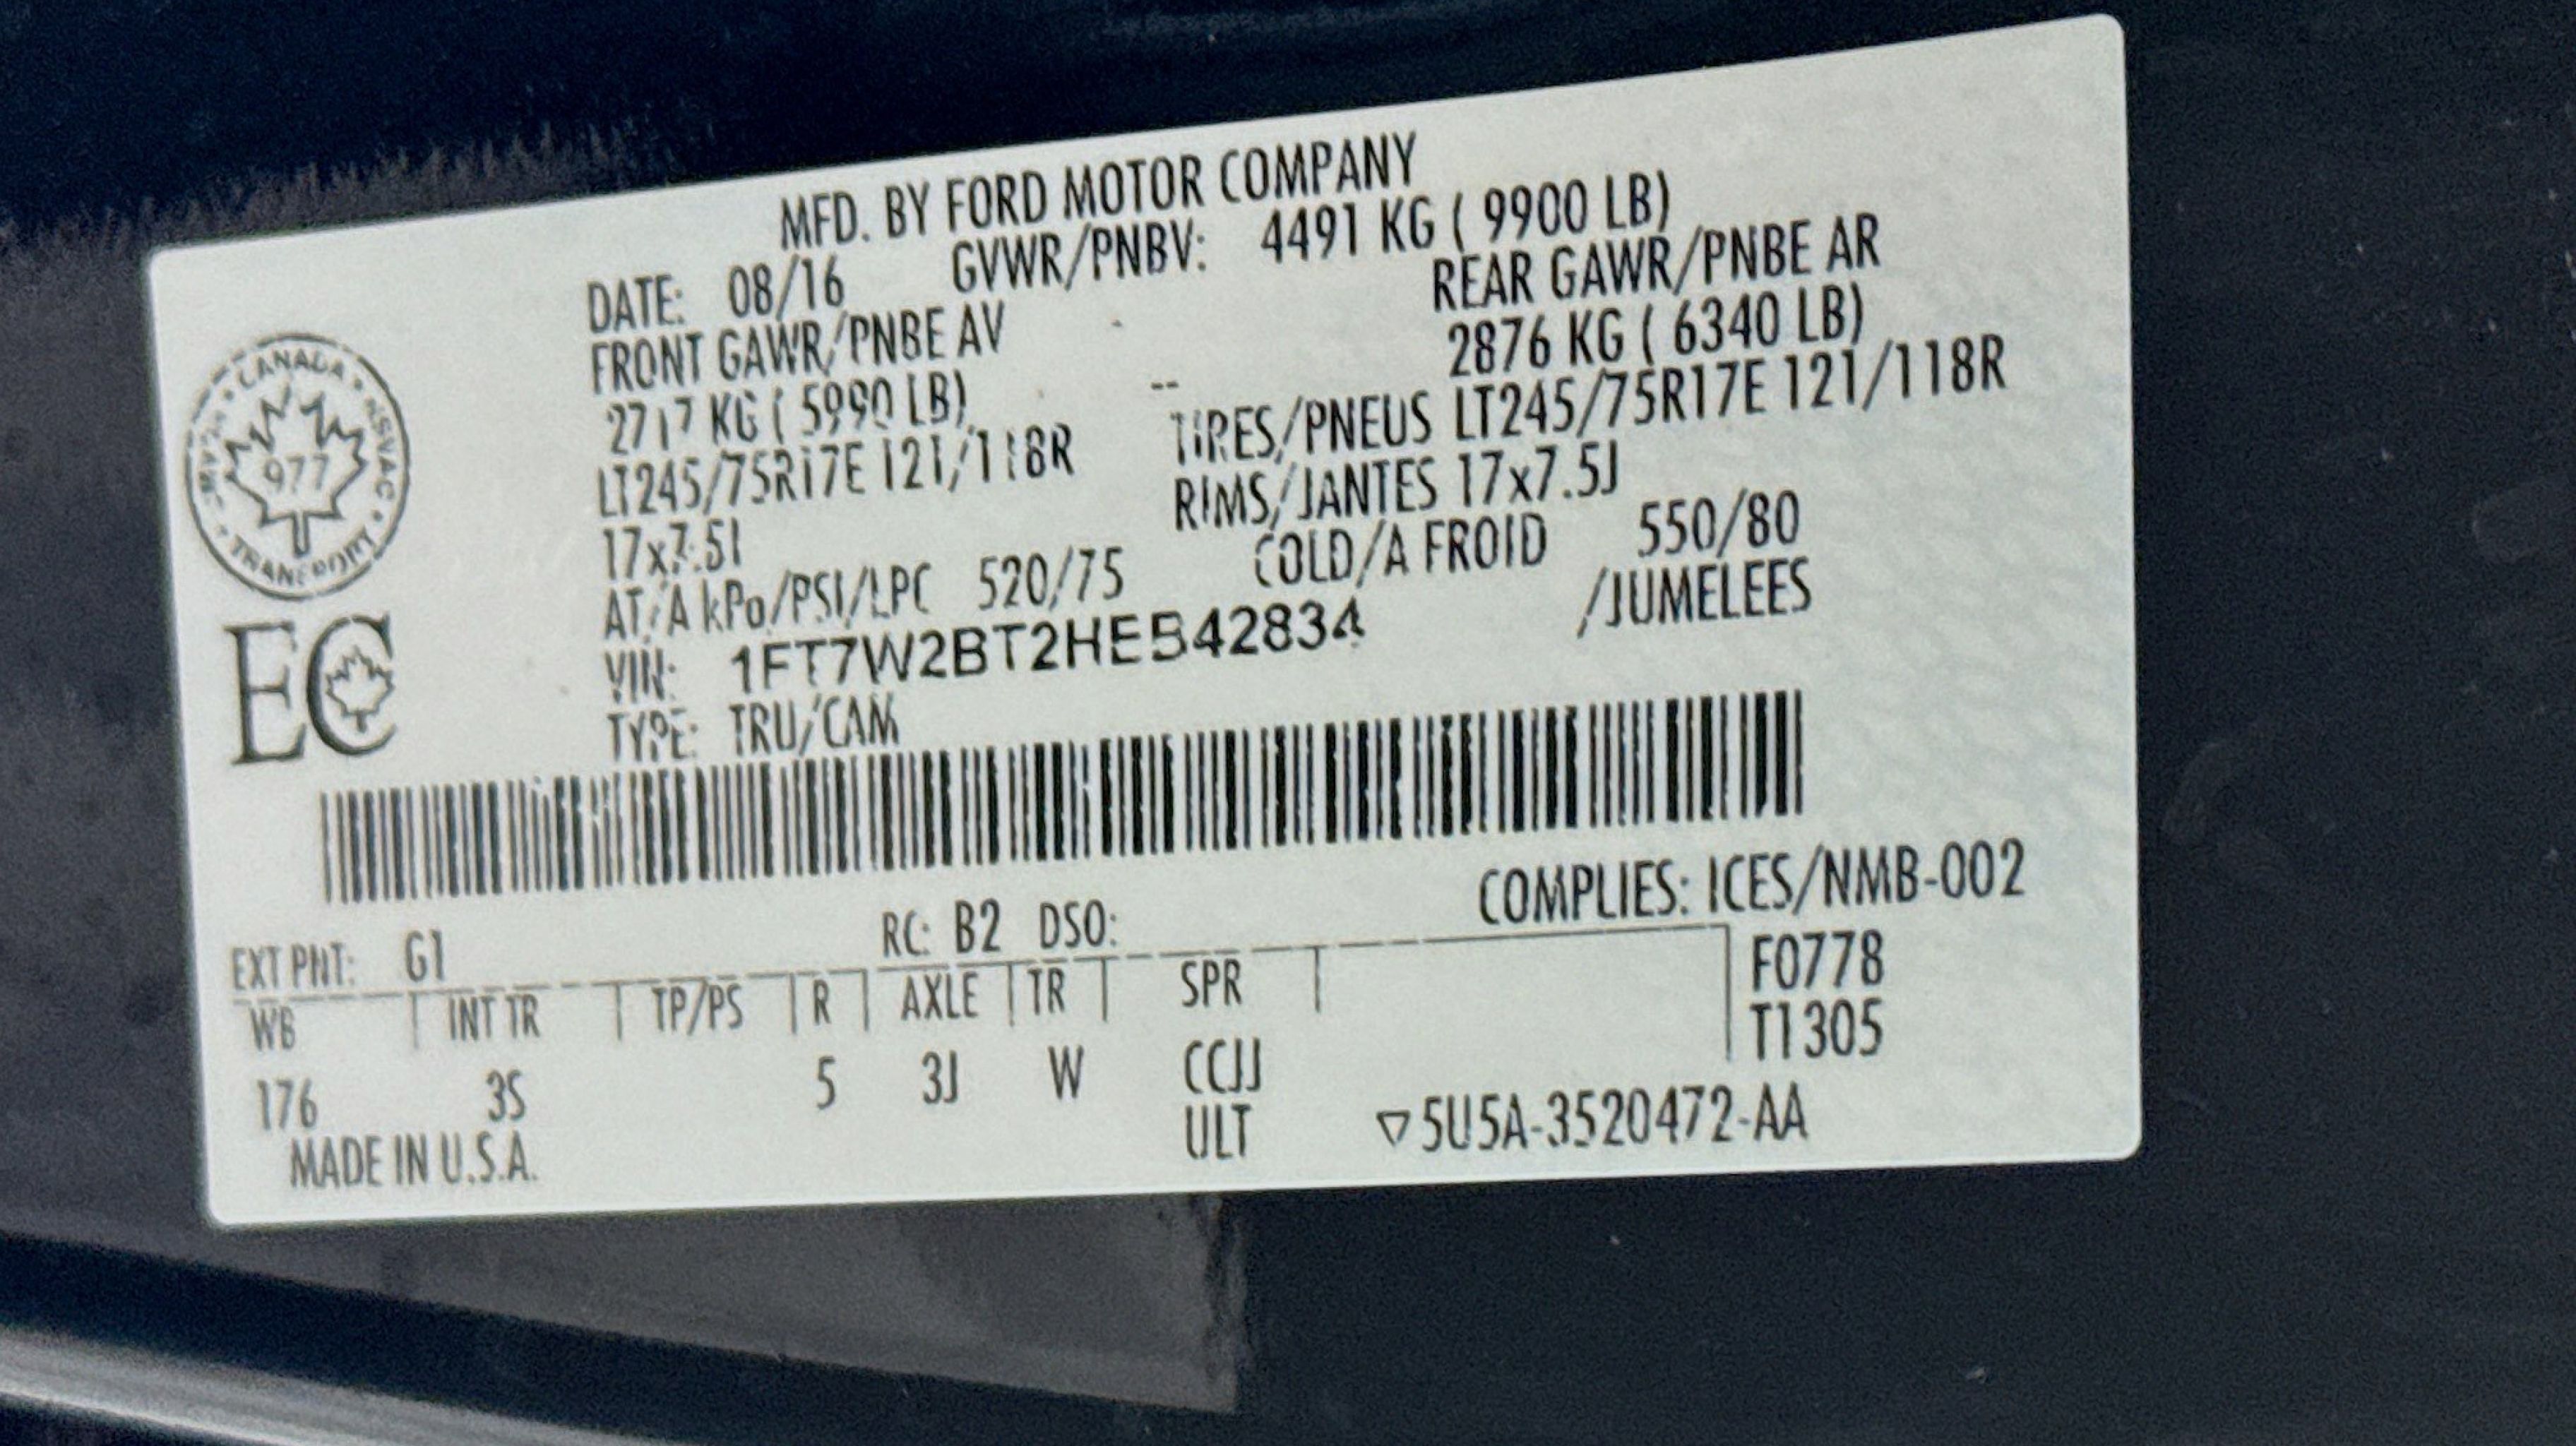 MFD. BY FORD MOTOR COMPANY
DATE: 08/16 GVWR/PNBV: 4491 KG ( 9900 LB)
FRONT GAWR/PNBE AV REAR GAWR/PNBE AR
2717 KG ( 5990 LB) -- 2876 KG ( 6340 LB)
LT245/75R17E 121/118R TIRES/PNEUS LT245/75R17E 121/118R
17x7.5J RIMS/JANTES 17x7.5J
AT/A kPa/PSI/LPC 520/75 COLD/A FROID 550/80
VIN: 1FT7W2BT2HEB42834 /JUMELEES
TYPE: TRU/CAM
CANADA • NSVAC • TRANSPORT
977
EC
COMPLIES: ICES/NMB-002
EXT PNT: G1 RC: B2 DSO:
WB | INT TR | TP/PS | R | AXLE | TR | SPR | F0778
T1305
176 3S 5 3J W CCJJ
ULT ▽5U5A-3520472-AA
MADE IN U.S.A.